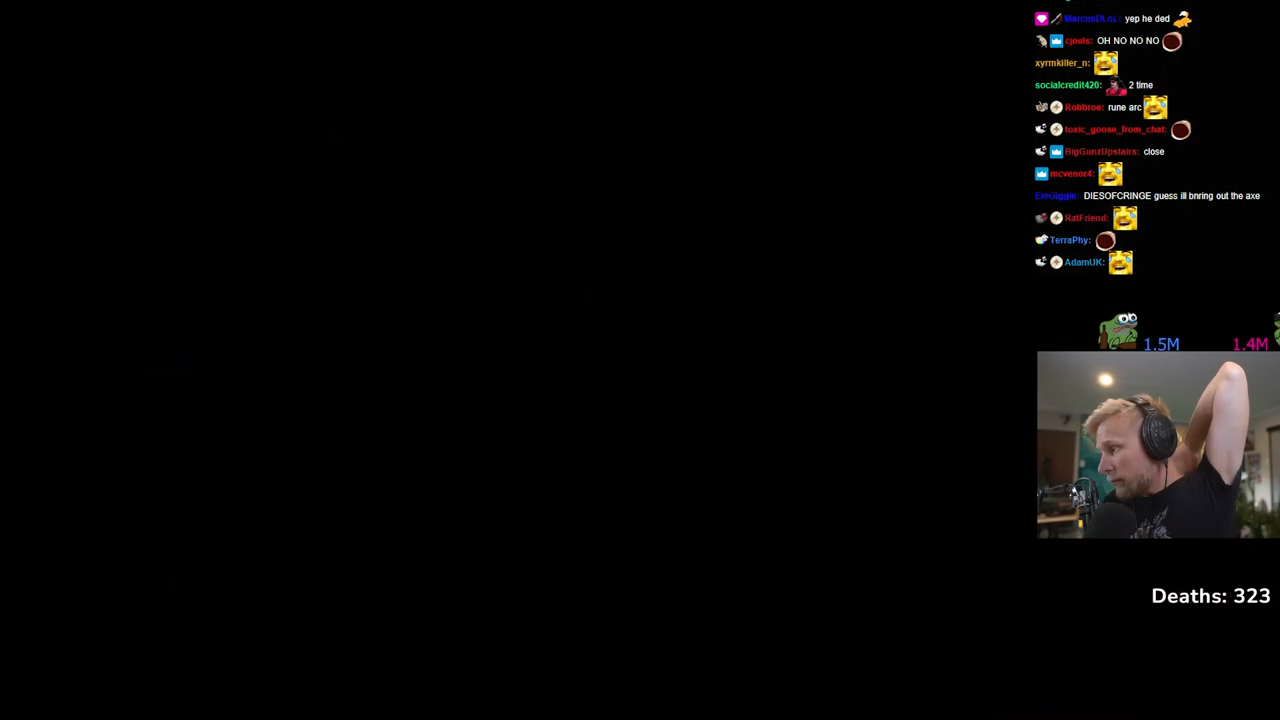 MarcusDLoL: yep he ded
cjoels: OH NO NO NO
xyrmkiller_n:
socialcredit420: 2 time
Robbroe: rune arc
toxic_goose_from_chat:
BigGunzUpstairs: close
mcvenor4:
DIESOFCRINGE guess ill bnring out the axe
RatFriend:
TerraPhy:
AdamUK:
1.5M 1.4M
Deaths: 323